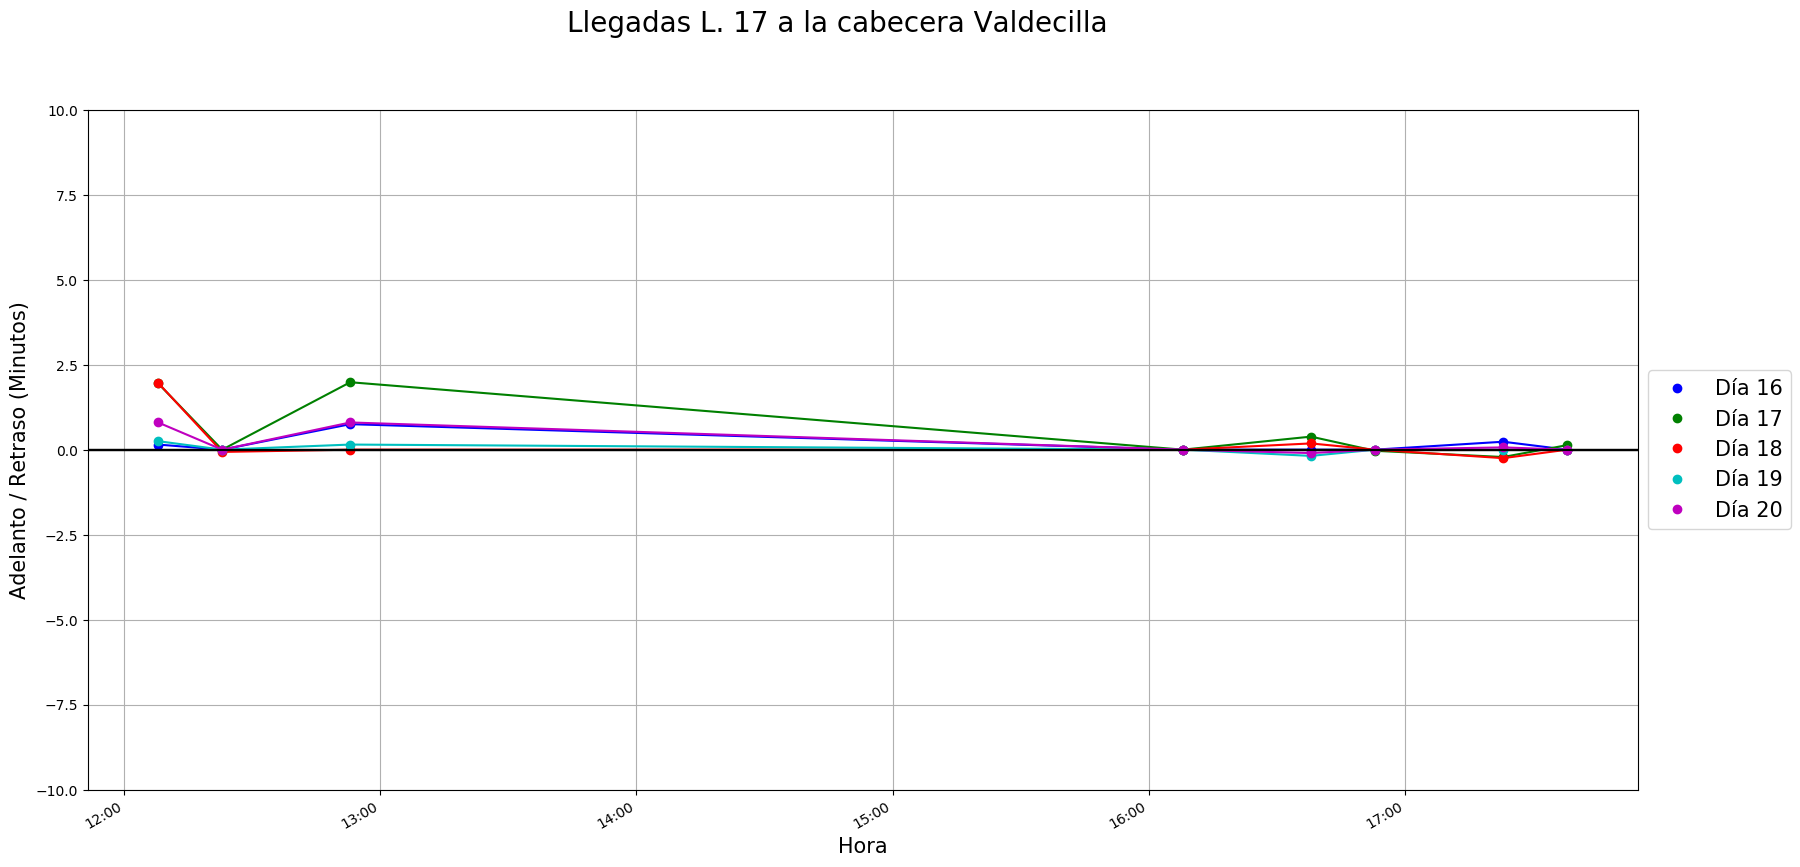 Llegadas L. 17 a la cabecera Valdecilla
10.0
7.5
5.0
2.5
0.0
−2.5
−5.0
−7.5
−10.0
Adelanto / Retraso (Minutos)
12:00
13:00
14:00
15:00
16:00
17:00
Hora
Día 16
Día 17
Día 18
Día 19
Día 20